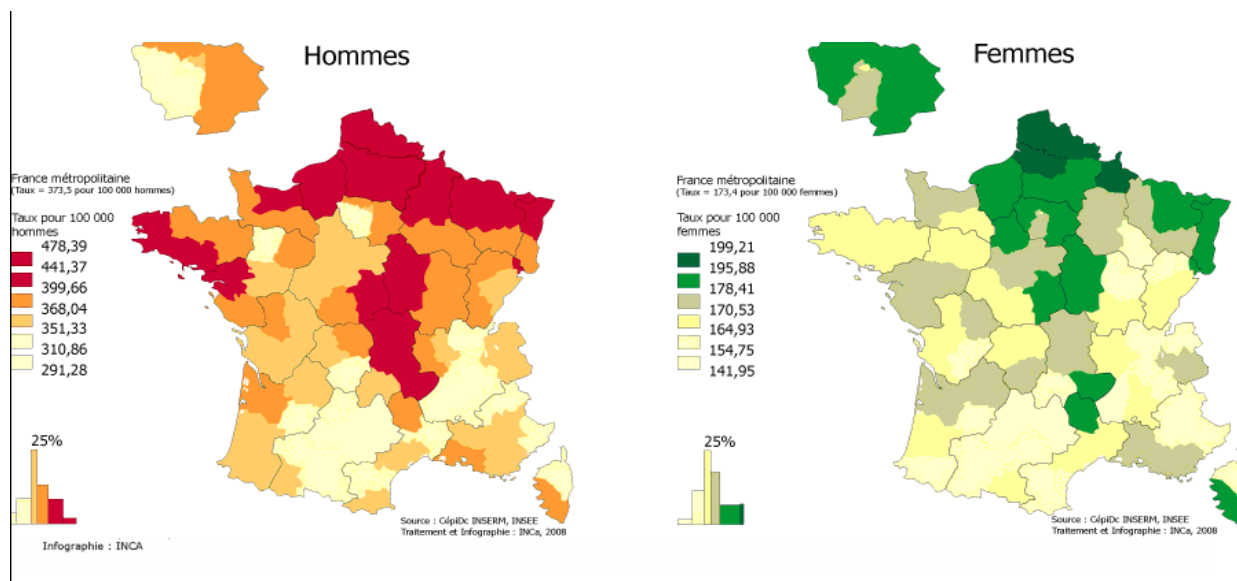 Hommes
France métropolitaine
(Taux = 373,5 pour 100 000 hommes)
Taux pour 100 000
hommes
478,39
441,37
399,66
368,04
351,33
310,86
291,28
25%
Source : CépiDc INSERM, INSEE
Traitement et Infographie : INCa, 2008
Infographie : INCA
Femmes
France métropolitaine
(Taux = 173,4 pour 100 000 femmes)
Taux pour 100 000
femmes
199,21
195,88
178,41
170,53
164,93
154,75
141,95
25%
Source : CépiDc INSERM, INSEE
Traitement et Infographie : INCa, 2008